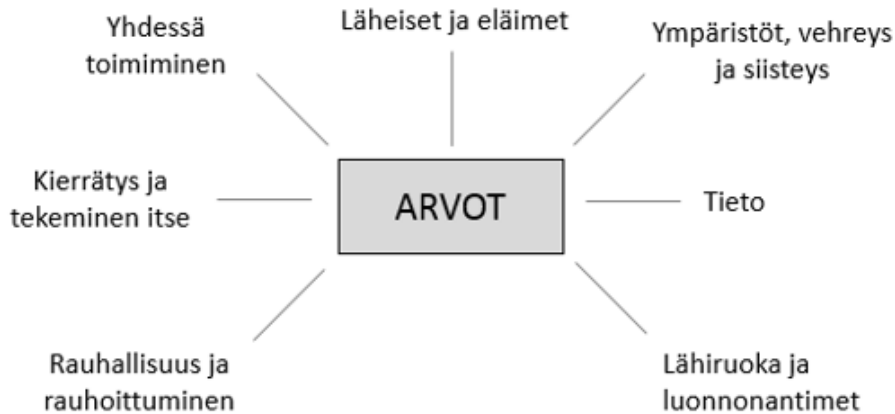 Yhdessä
toimiminen
Läheiset ja eläimet
Ympäristöt, vehreys
ja siisteys
Kierrätys ja
tekeminen itse
ARVOT
Tieto
Rauhallisuus ja
rauhoittuminen
Lähiruoka ja
luonnonantimet